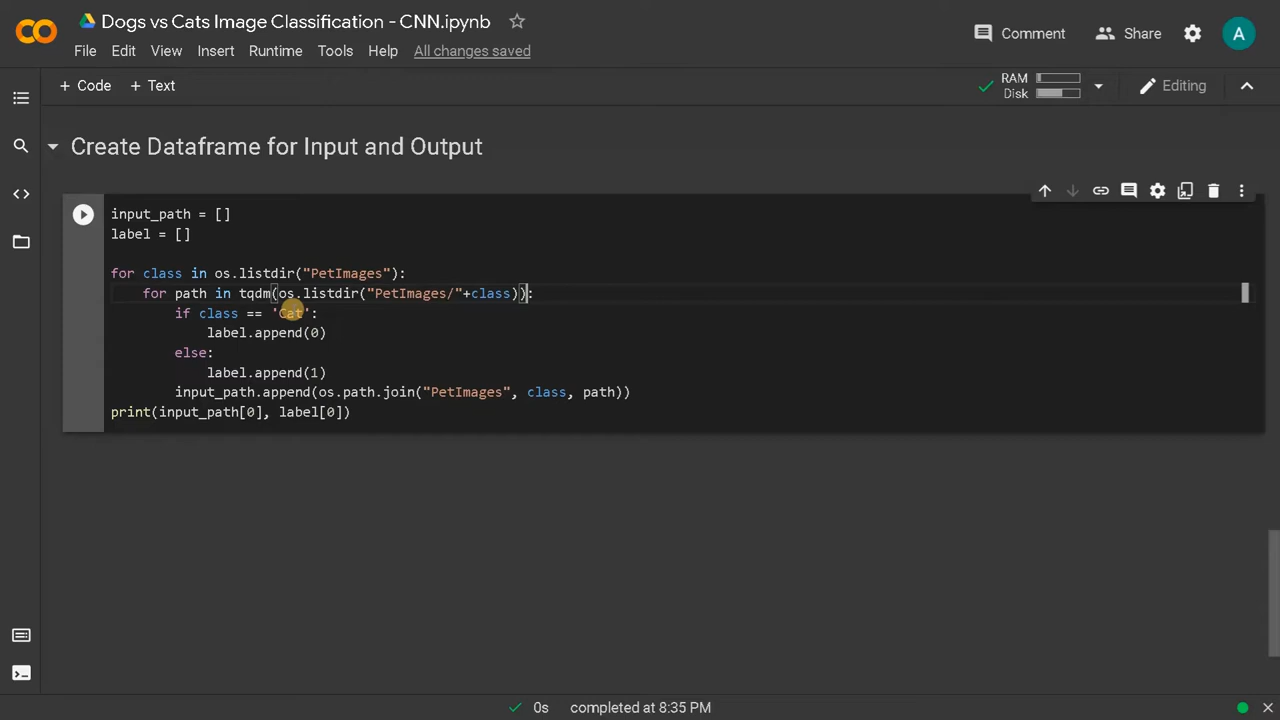 Dogs vs Cats Image Classification - CNN.ipynb
File Edit View Insert Runtime Tools Help All changes saved
Comment Share A
+ Code + Text
RAM
Disk
Editing
Create Dataframe for Input and Output
input_path = []
label = []
for class in os.listdir("PetImages"):
for path in tqdm(os.listdir("PetImages/"+class)):
if class == 'Cat':
label.append(0)
else:
label.append(1)
input_path.append(os.path.join("PetImages", class, path))
print(input_path[0], label[0])
0s completed at 8:35 PM